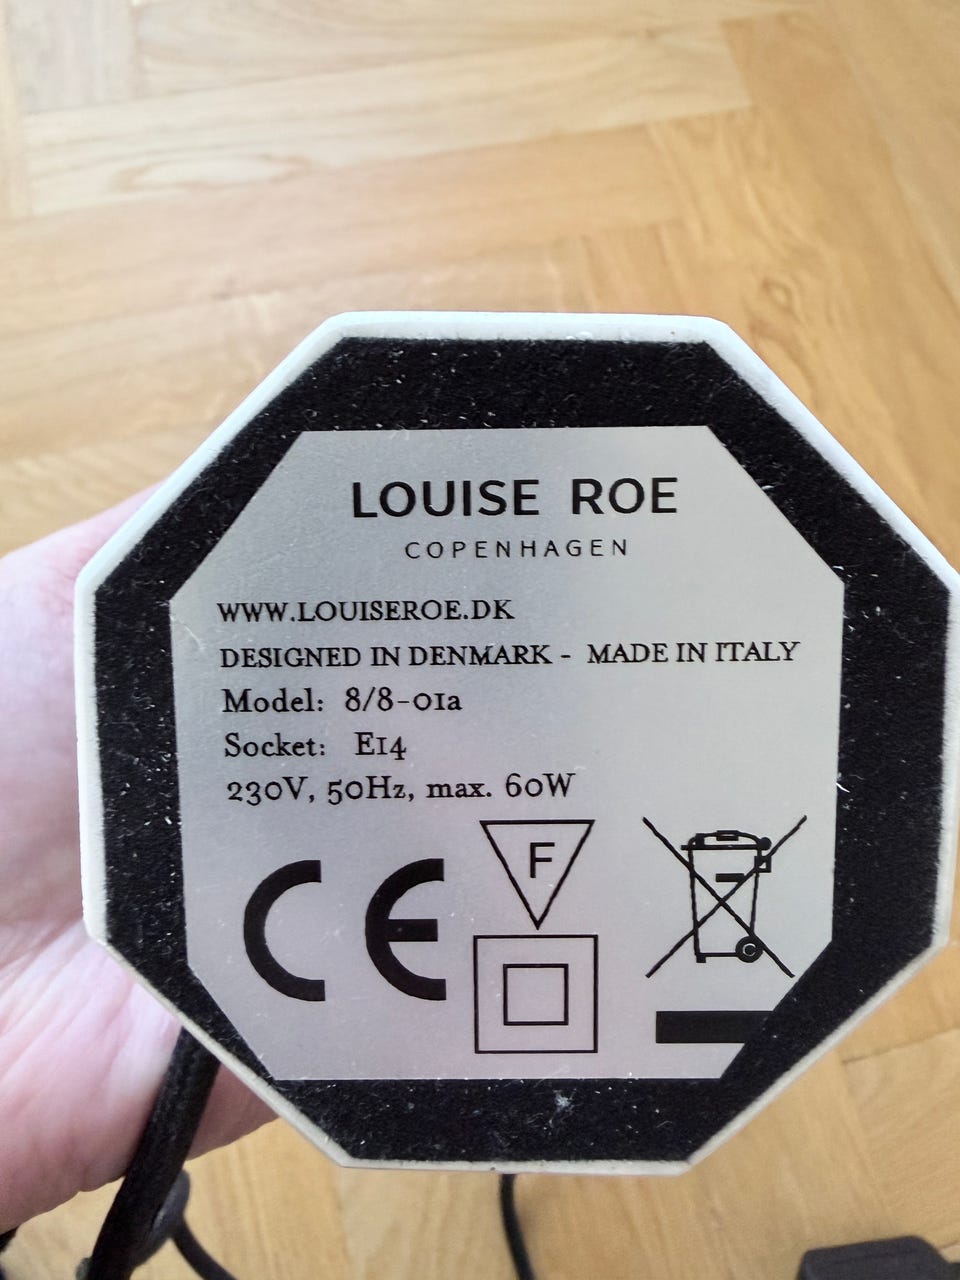 LOUISE ROE
COPENHAGEN
WWW.LOUISEROE.DK
DESIGNED IN DENMARK - MADE IN ITALY
Model: 8/8-01a
Socket: E14
230V, 50Hz, max. 60W
F
CE
C